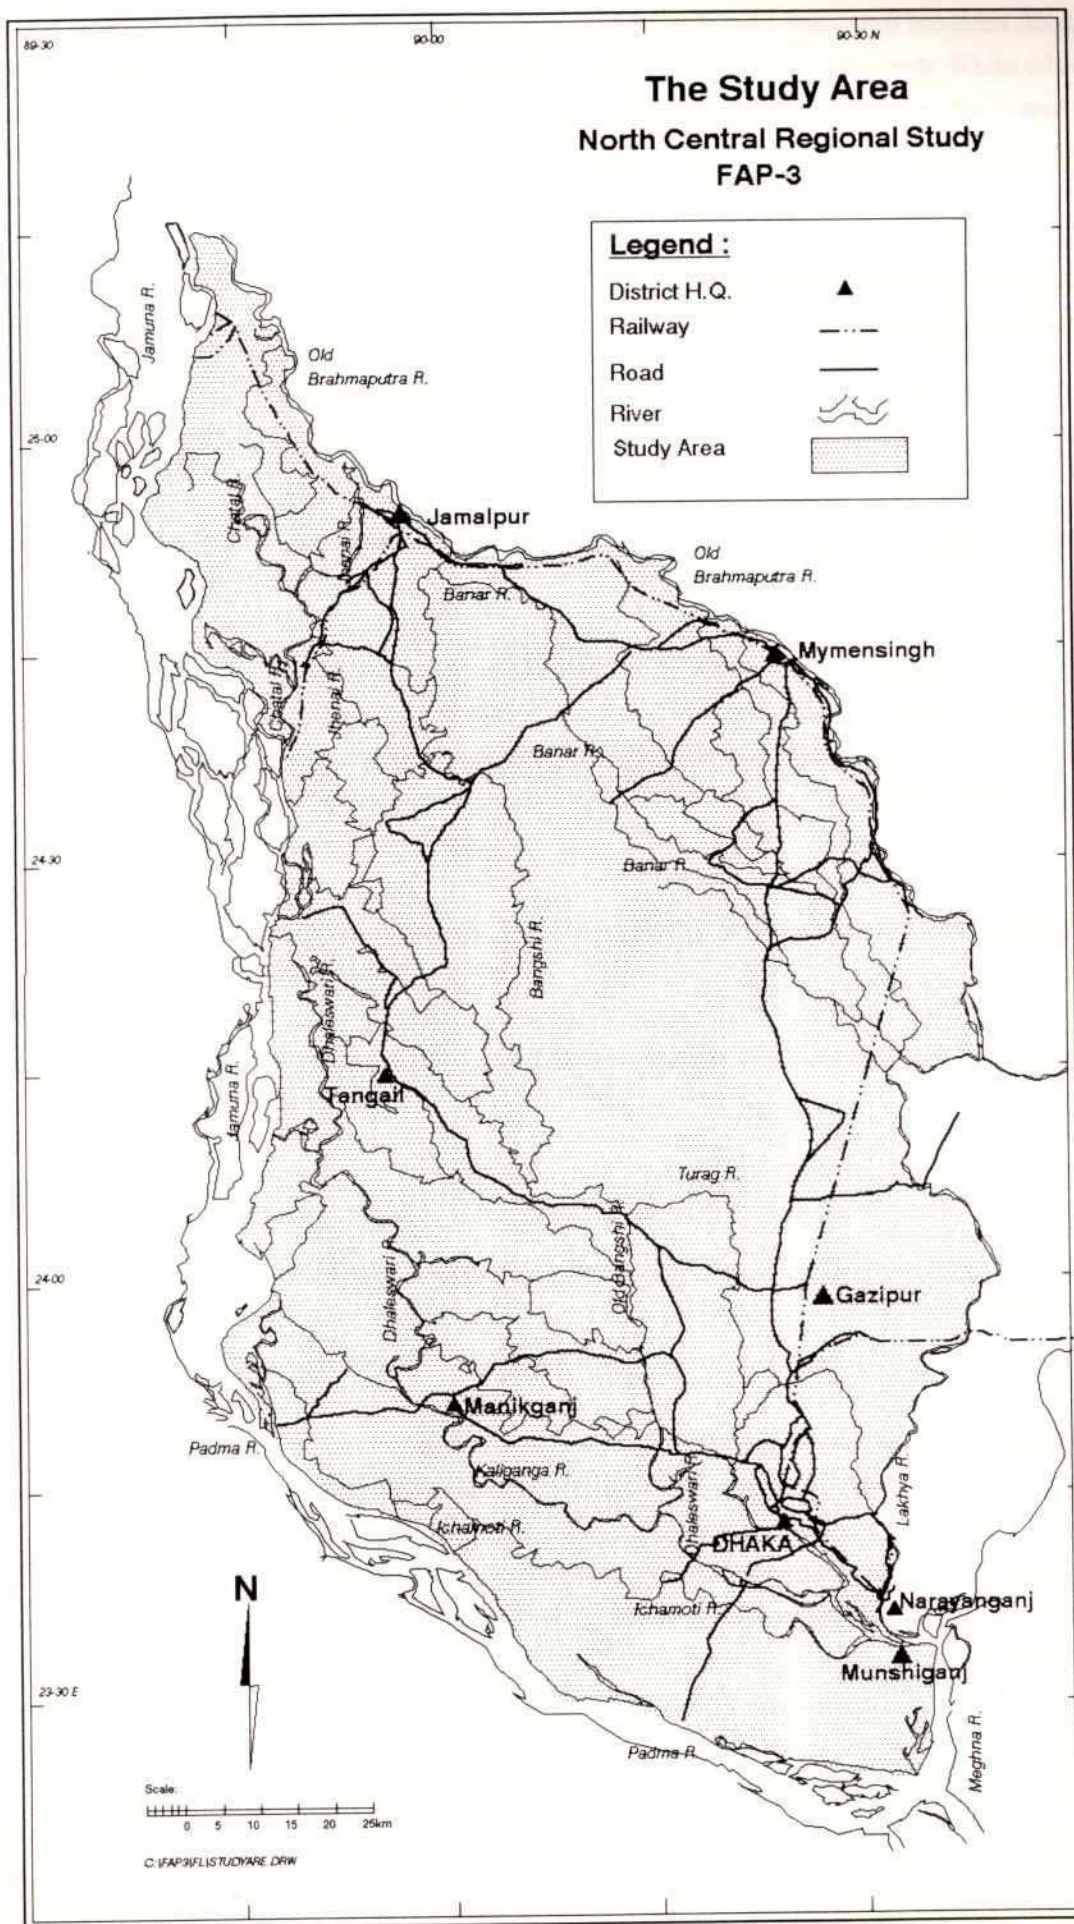 89-30
90-00
90-30 N
The Study Area
North Central Regional Study
FAP-3
Legend :
District H.Q.
Railway
Road
River
Study Area
Jamuna R.
Old
Brahmaputra R.
25-00
Chatal R.
Jhenai R.
Jamalpur
Banar R.
Old
Brahmaputra R.
Mymensingh
Chatal R.
Jhenai R.
Banar R.
24-30
Banar R.
Bangshi R.
Dhaleswari R.
Jamuna R.
Tangail
Turag R.
Old Bangshi R.
Dhaleswari R.
24-00
Gazipur
Manikganj
Padma R.
Kaliganga R.
Dhaleswari R.
Lakhya R.
Ichamoti R.
DHAKA
N
Ichamoti R.
Narayanganj
Munshiganj
23-30 E
Padma R.
Meghna R.
Scale:
0 5 10 15 20 25km
C:\FAP3\FL\STUDYARE.DRW